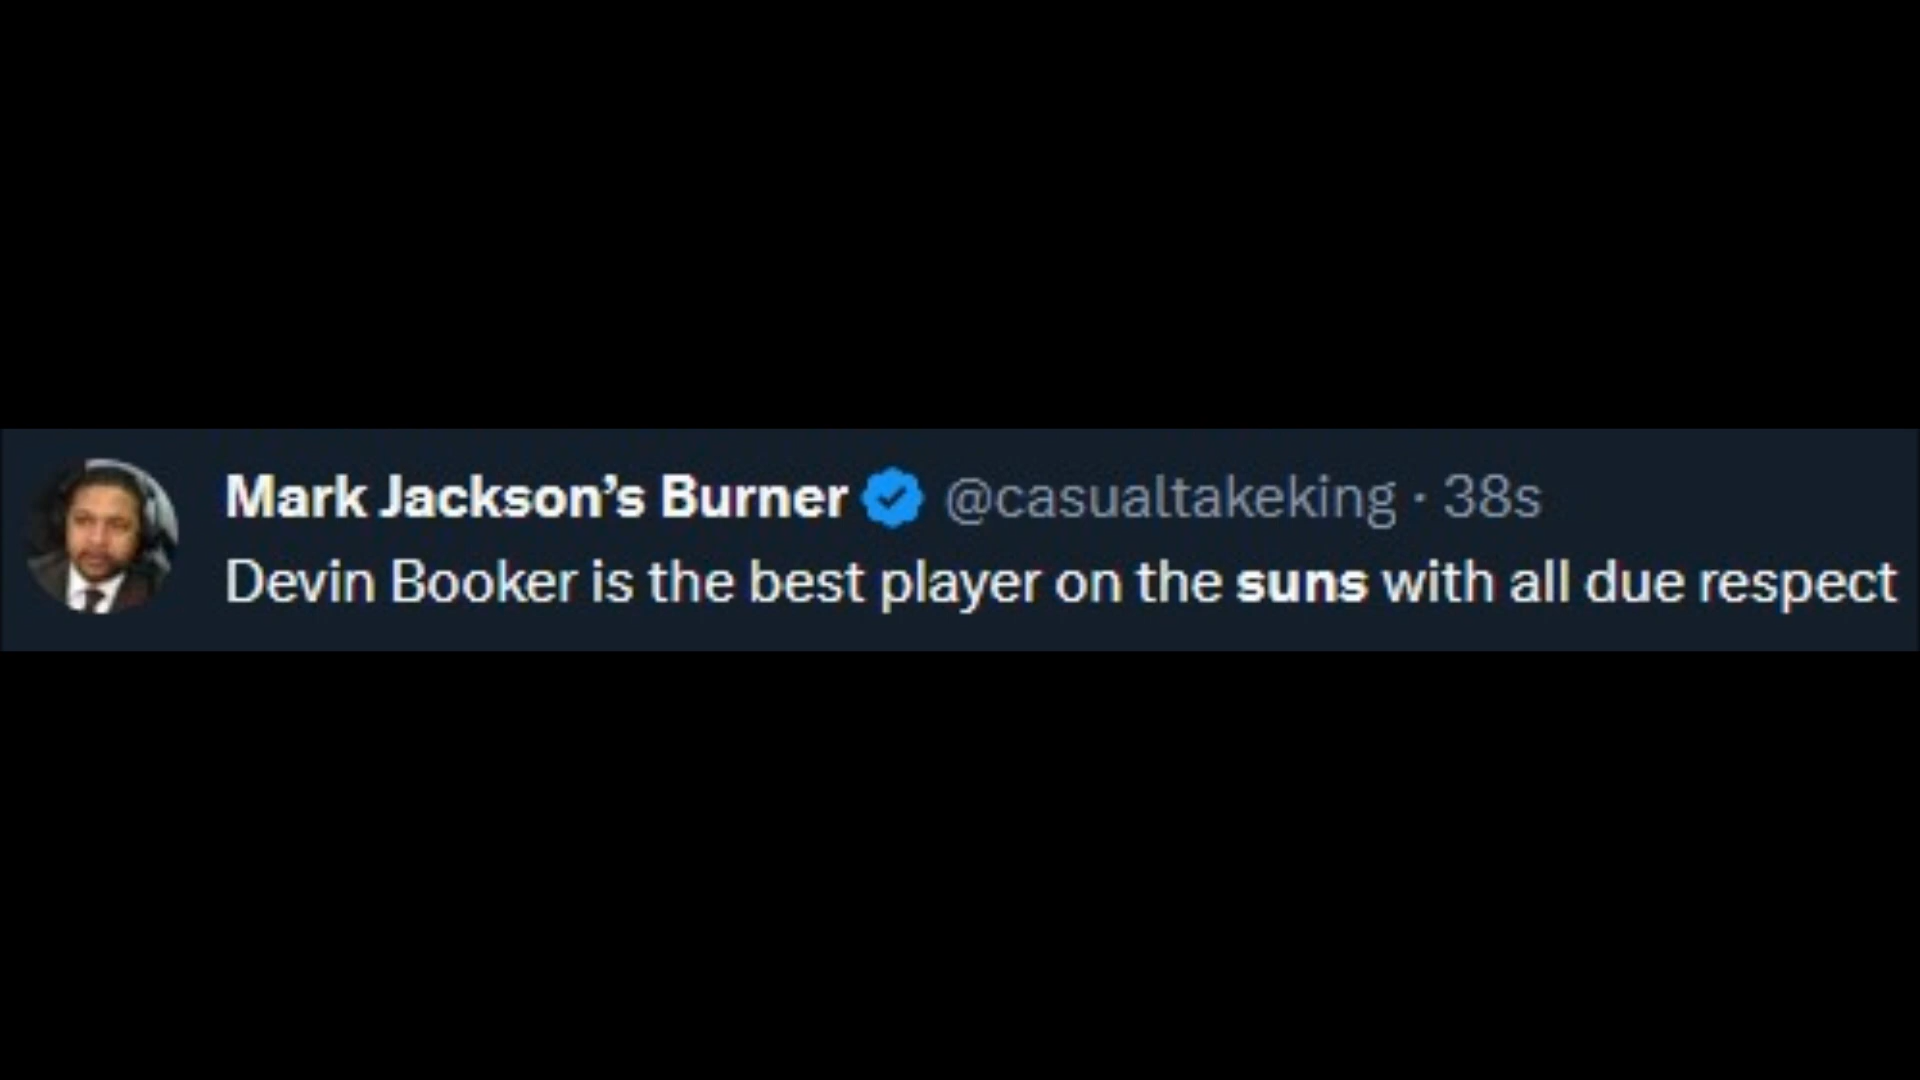 Mark Jackson’s Burner @casualtakeking · 38s
Devin Booker is the best player on the suns with all due respect